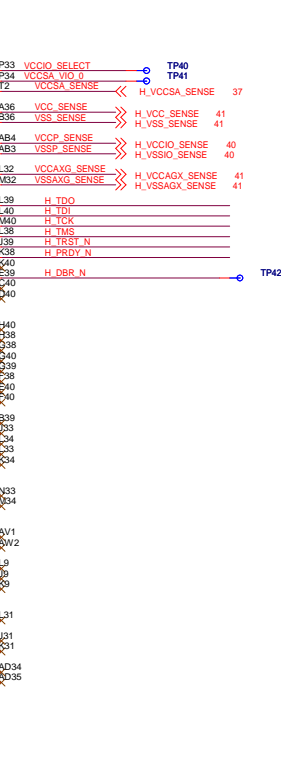 P33 VCCIO_SELECT TP40
P34 VCCSA_VIO_0 TP41
T2 VCCSA_SENSE H_VCCSA_SENSE 37
A36 VCC_SENSE H_VCC_SENSE 41
B36 VSS_SENSE H_VSS_SENSE 41
AB4 VCCP_SENSE H_VCCIO_SENSE 40
AB3 VSSP_SENSE H_VSSIO_SENSE 40
L32 VCCAXG_SENSE H_VCCAGX_SENSE 41
M32 VSSAXG_SENSE H_VSSAGX_SENSE 41
L39 H_TDO
L40 H_TDI
M40 H_TCK
L38 H_TMS
J39 H_TRST_N
K38 H_PRDY_N
K40
E39 H_DBR_N TP42
C40
D40
H40
H38
G38
G40
G39
F38
E40
F40
B39
J33
L34
L33
K34
N33
M34
AV1
AW2
L9
J9
K9
L31
J31
K31
AD34
AD35